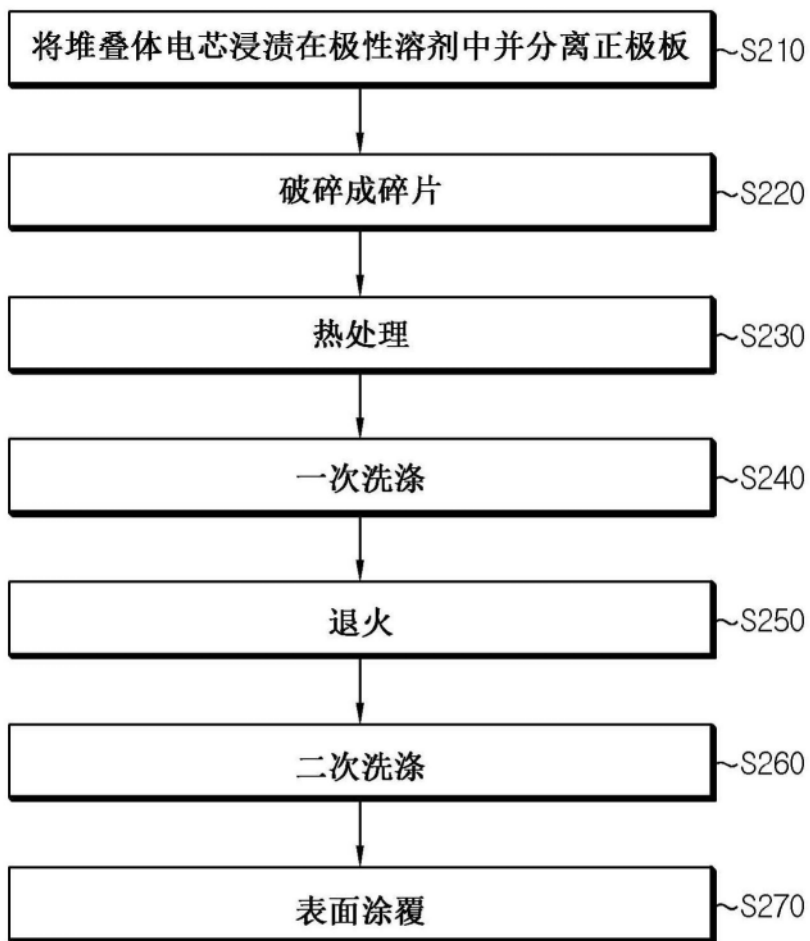 将堆叠体电芯浸渍在极性溶剂中并分离正极板 S210
破碎成碎片 S220
热处理 S230
一次洗涤 S240
退火 S250
二次洗涤 S260
表面涂覆 S270